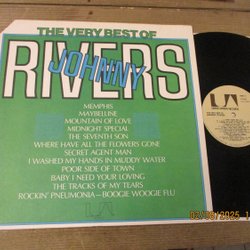 THE VERY BEST OF
JOHNNY
RIVERS
MEMPHIS
MAYBELLINE
MOUNTAIN OF LOVE
MIDNIGHT SPECIAL
THE SEVENTH SON
WHERE HAVE ALL THE FLOWERS GONE
SECRET AGENT MAN
I WASHED MY HANDS IN MUDDY WATER
POOR SIDE OF TOWN
BABY I NEED YOUR LOVING
THE TRACKS OF MY TEARS
ROCKIN' PNEUMONIA—BOOGIE WOOGIE FLU